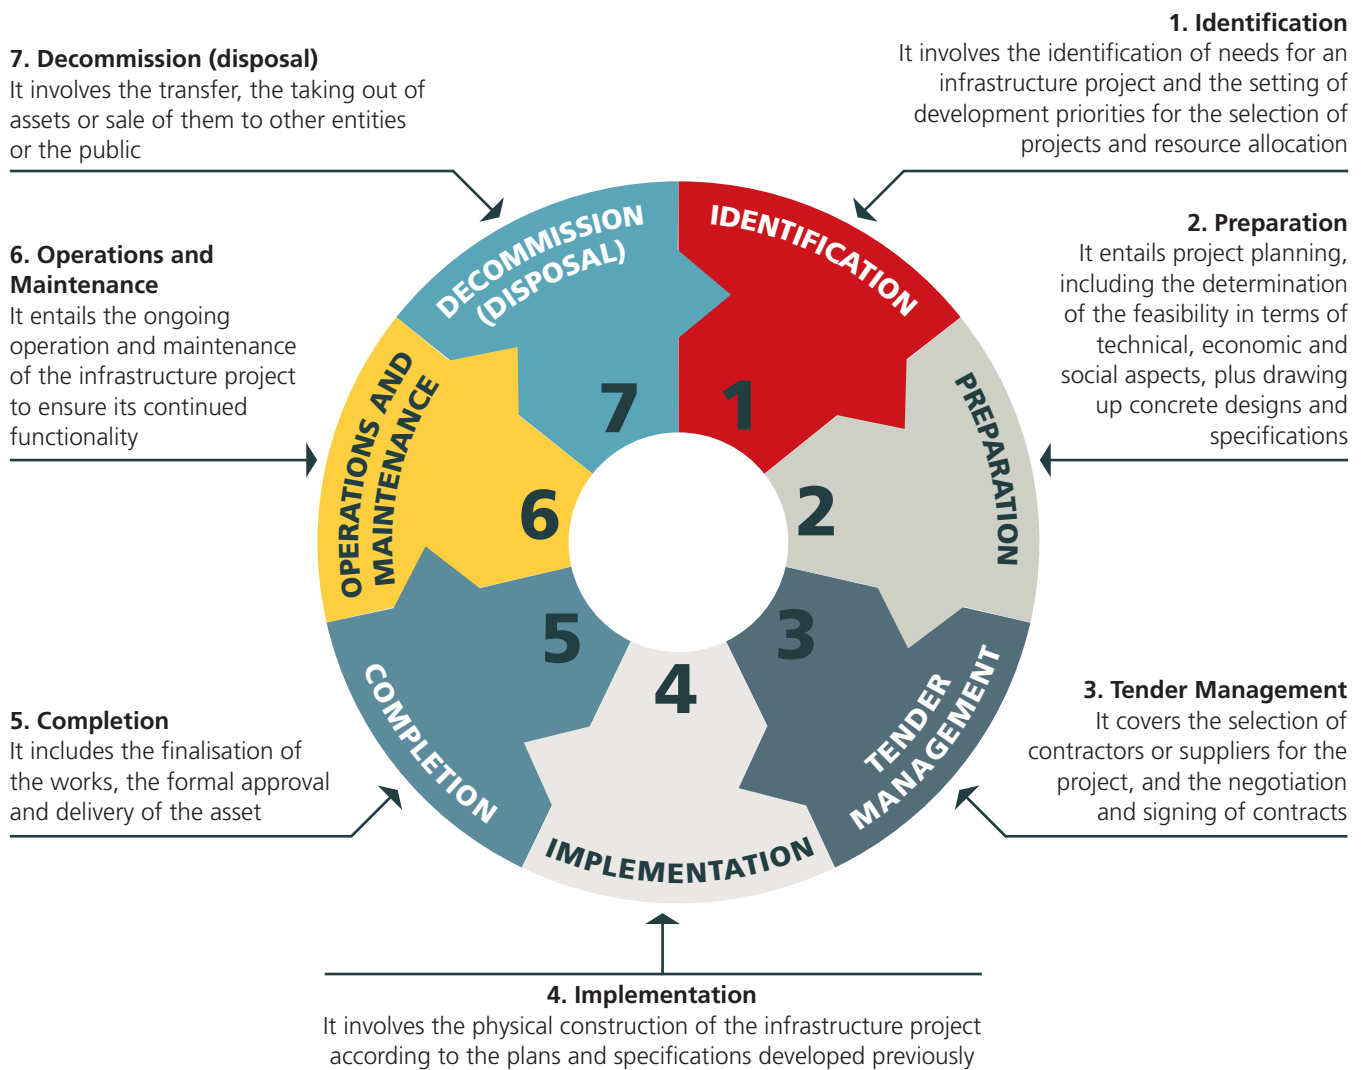 1. Identification
It involves the identification of needs for an
infrastructure project and the setting of
development priorities for the selection of
projects and resource allocation
2. Preparation
It entails project planning,
including the determination
of the feasibility in terms of
technical, economic and
social aspects, plus drawing
up concrete designs and
specifications
3. Tender Management
It covers the selection of
contractors or suppliers for the
project, and the negotiation
and signing of contracts
4. Implementation
It involves the physical construction of the infrastructure project
according to the plans and specifications developed previously
5. Completion
It includes the finalisation of
the works, the formal approval
and delivery of the asset
6. Operations and
Maintenance
It entails the ongoing
operation and maintenance
of the infrastructure project
to ensure its continued
functionality
7. Decommission (disposal)
It involves the transfer, the taking out of
assets or sale of them to other entities
or the public
IDENTIFICATION
1
PREPARATION
2
TENDER
MANAGEMENT
3
IMPLEMENTATION
4
COMPLETION
5
OPERATIONS AND
MAINTENANCE
6
DECOMMISSION
(DISPOSAL)
7